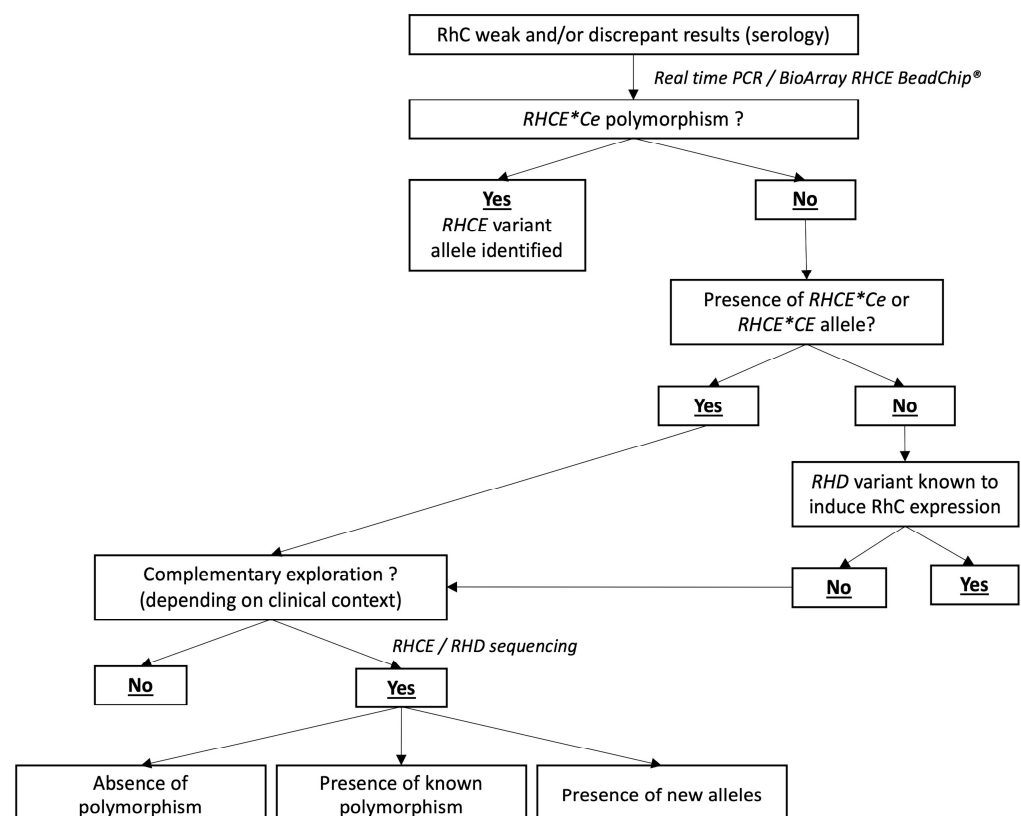 RhC weak and/or discrepant results (serology)
Real time PCR / BioArray RHCE BeadChip®
RHCE*Ce polymorphism ?
Yes
RHCE variant
allele identified
No
Presence of RHCE*Ce or
RHCE*CE allele?
Yes
No
RHD variant known to
induce RhC expression
No
Yes
Complementary exploration ?
(depending on clinical context)
RHCE / RHD sequencing
No
Yes
Absence of
polymorphism
Presence of known
polymorphism
Presence of new alleles